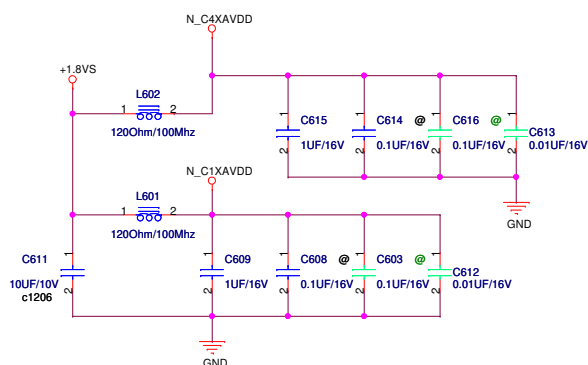 N_C4XAVDD
+1.8VS
L602
1 2
120Ohm/100Mhz
1
2
C615
1UF/16V
1
2
C614
0.1UF/16V
@
1
2
C616
0.1UF/16V
@
1
2
C613
0.01UF/16V
GND
N_C1XAVDD
L601
1 2
120Ohm/100Mhz
C611
10UF/10V
c1206
1
2
1
2
C609
1UF/16V
1
2
C608
0.1UF/16V
@
1
2
C603
0.1UF/16V
@
1
2
C612
0.01UF/16V
GND